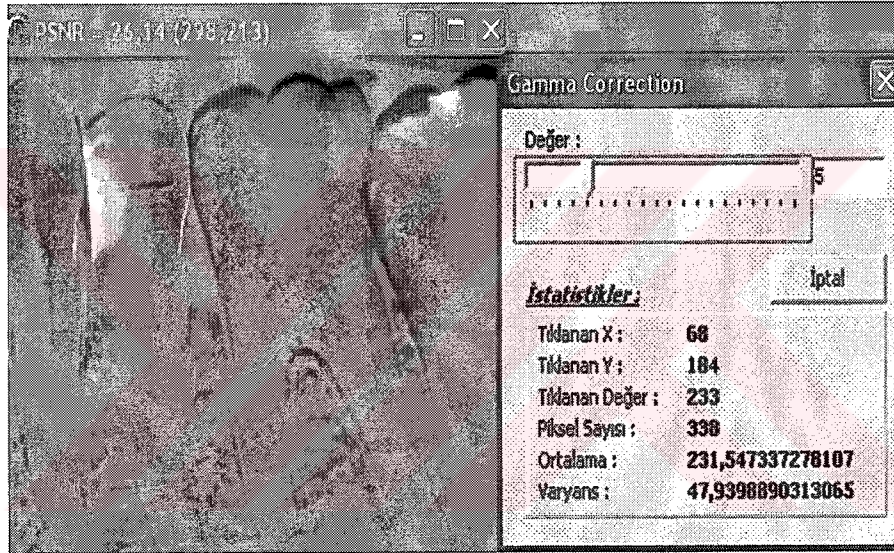 PSNR = 26,14 (298,213)
Gamma Correction
Değer :
5
İptal
İstatistikler :
Tıklanan X : 68
Tıklanan Y : 184
Tıklanan Değer : 233
Piksel Sayısı : 338
Ortalama : 231,547337278107
Varyans : 47,9398890313065